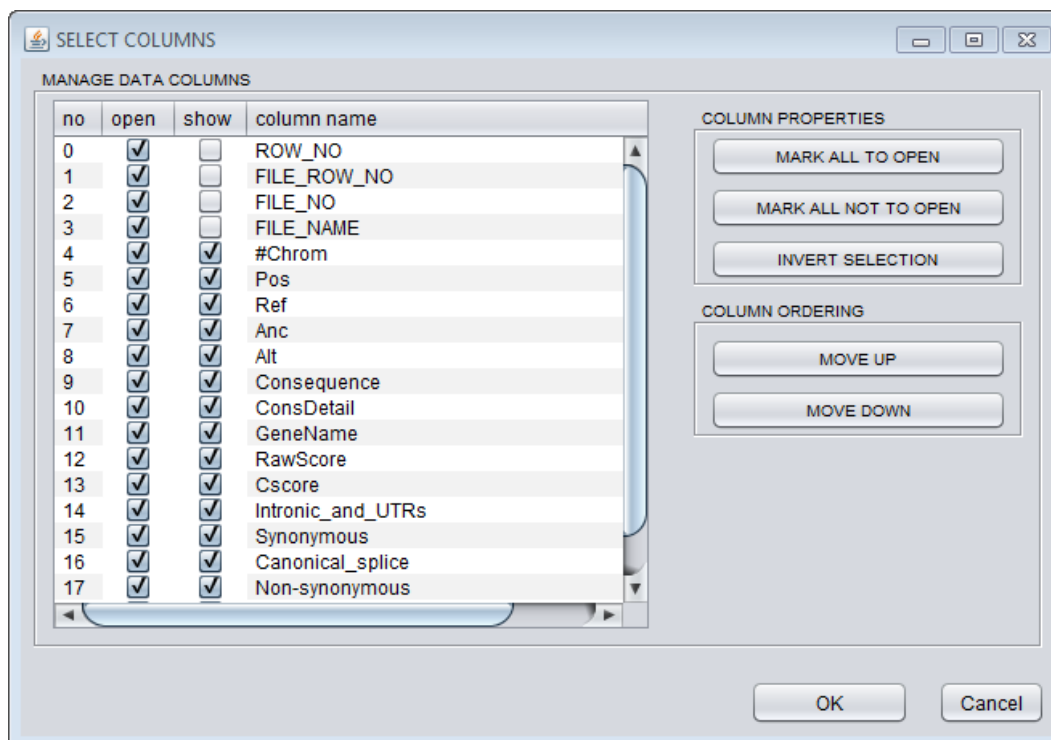 SELECT COLUMNS
MANAGE DATA COLUMNS
no open show column name
0 ROW_NO
1 FILE_ROW_NO
2 FILE_NO
3 FILE_NAME
4 #Chrom
5 Pos
6 Ref
7 Anc
8 Alt
9 Consequence
10 ConsDetail
11 GeneName
12 RawScore
13 Cscore
14 Intronic_and_UTRs
15 Synonymous
16 Canonical_splice
17 Non-synonymous
COLUMN PROPERTIES
MARK ALL TO OPEN
MARK ALL NOT TO OPEN
INVERT SELECTION
COLUMN ORDERING
MOVE UP
MOVE DOWN
OK Cancel